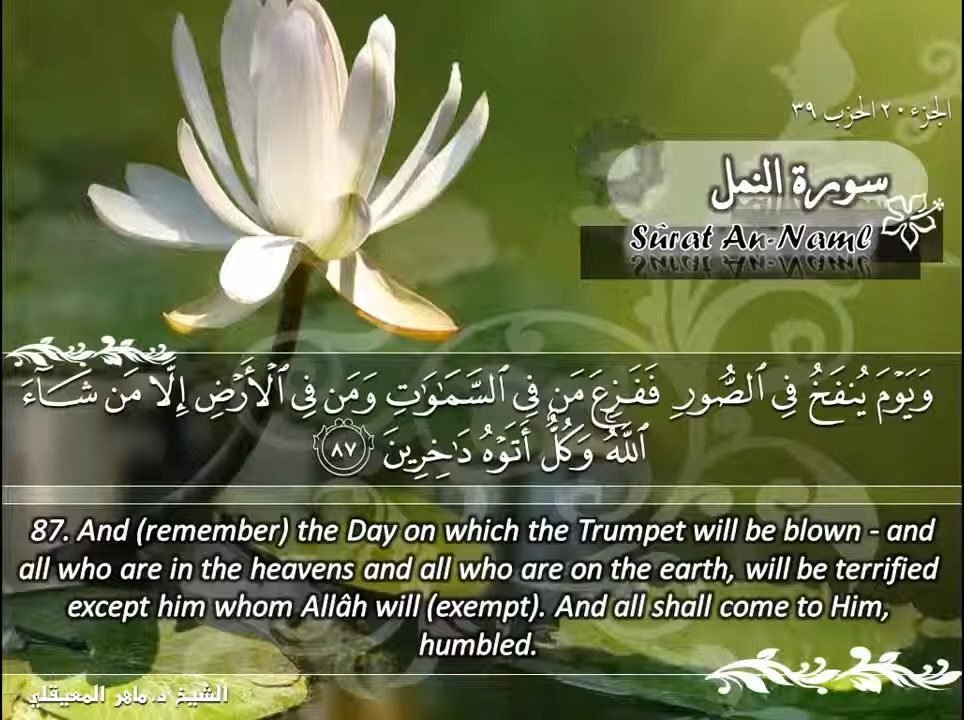 الجزء ٢٠ الحزب ٣٩
سورة النمل
Sûrat An-Naml
وَيَوْمَ يُنفَخُ فِي ٱلصُّورِ فَفَزِعَ مَن فِي ٱلسَّمَٰوَٰتِ وَمَن فِي ٱلْأَرْضِ إِلَّا مَن شَآءَ
ٱللَّهُ ۚ وَكُلٌّ أَتَوْهُ دَٰخِرِينَ ٨٧
87. And (remember) the Day on which the Trumpet will be blown - and
all who are in the heavens and all who are on the earth, will be terrified
except him whom Allâh will (exempt). And all shall come to Him,
humbled.
الشيخ د. ماهر المعيقلي